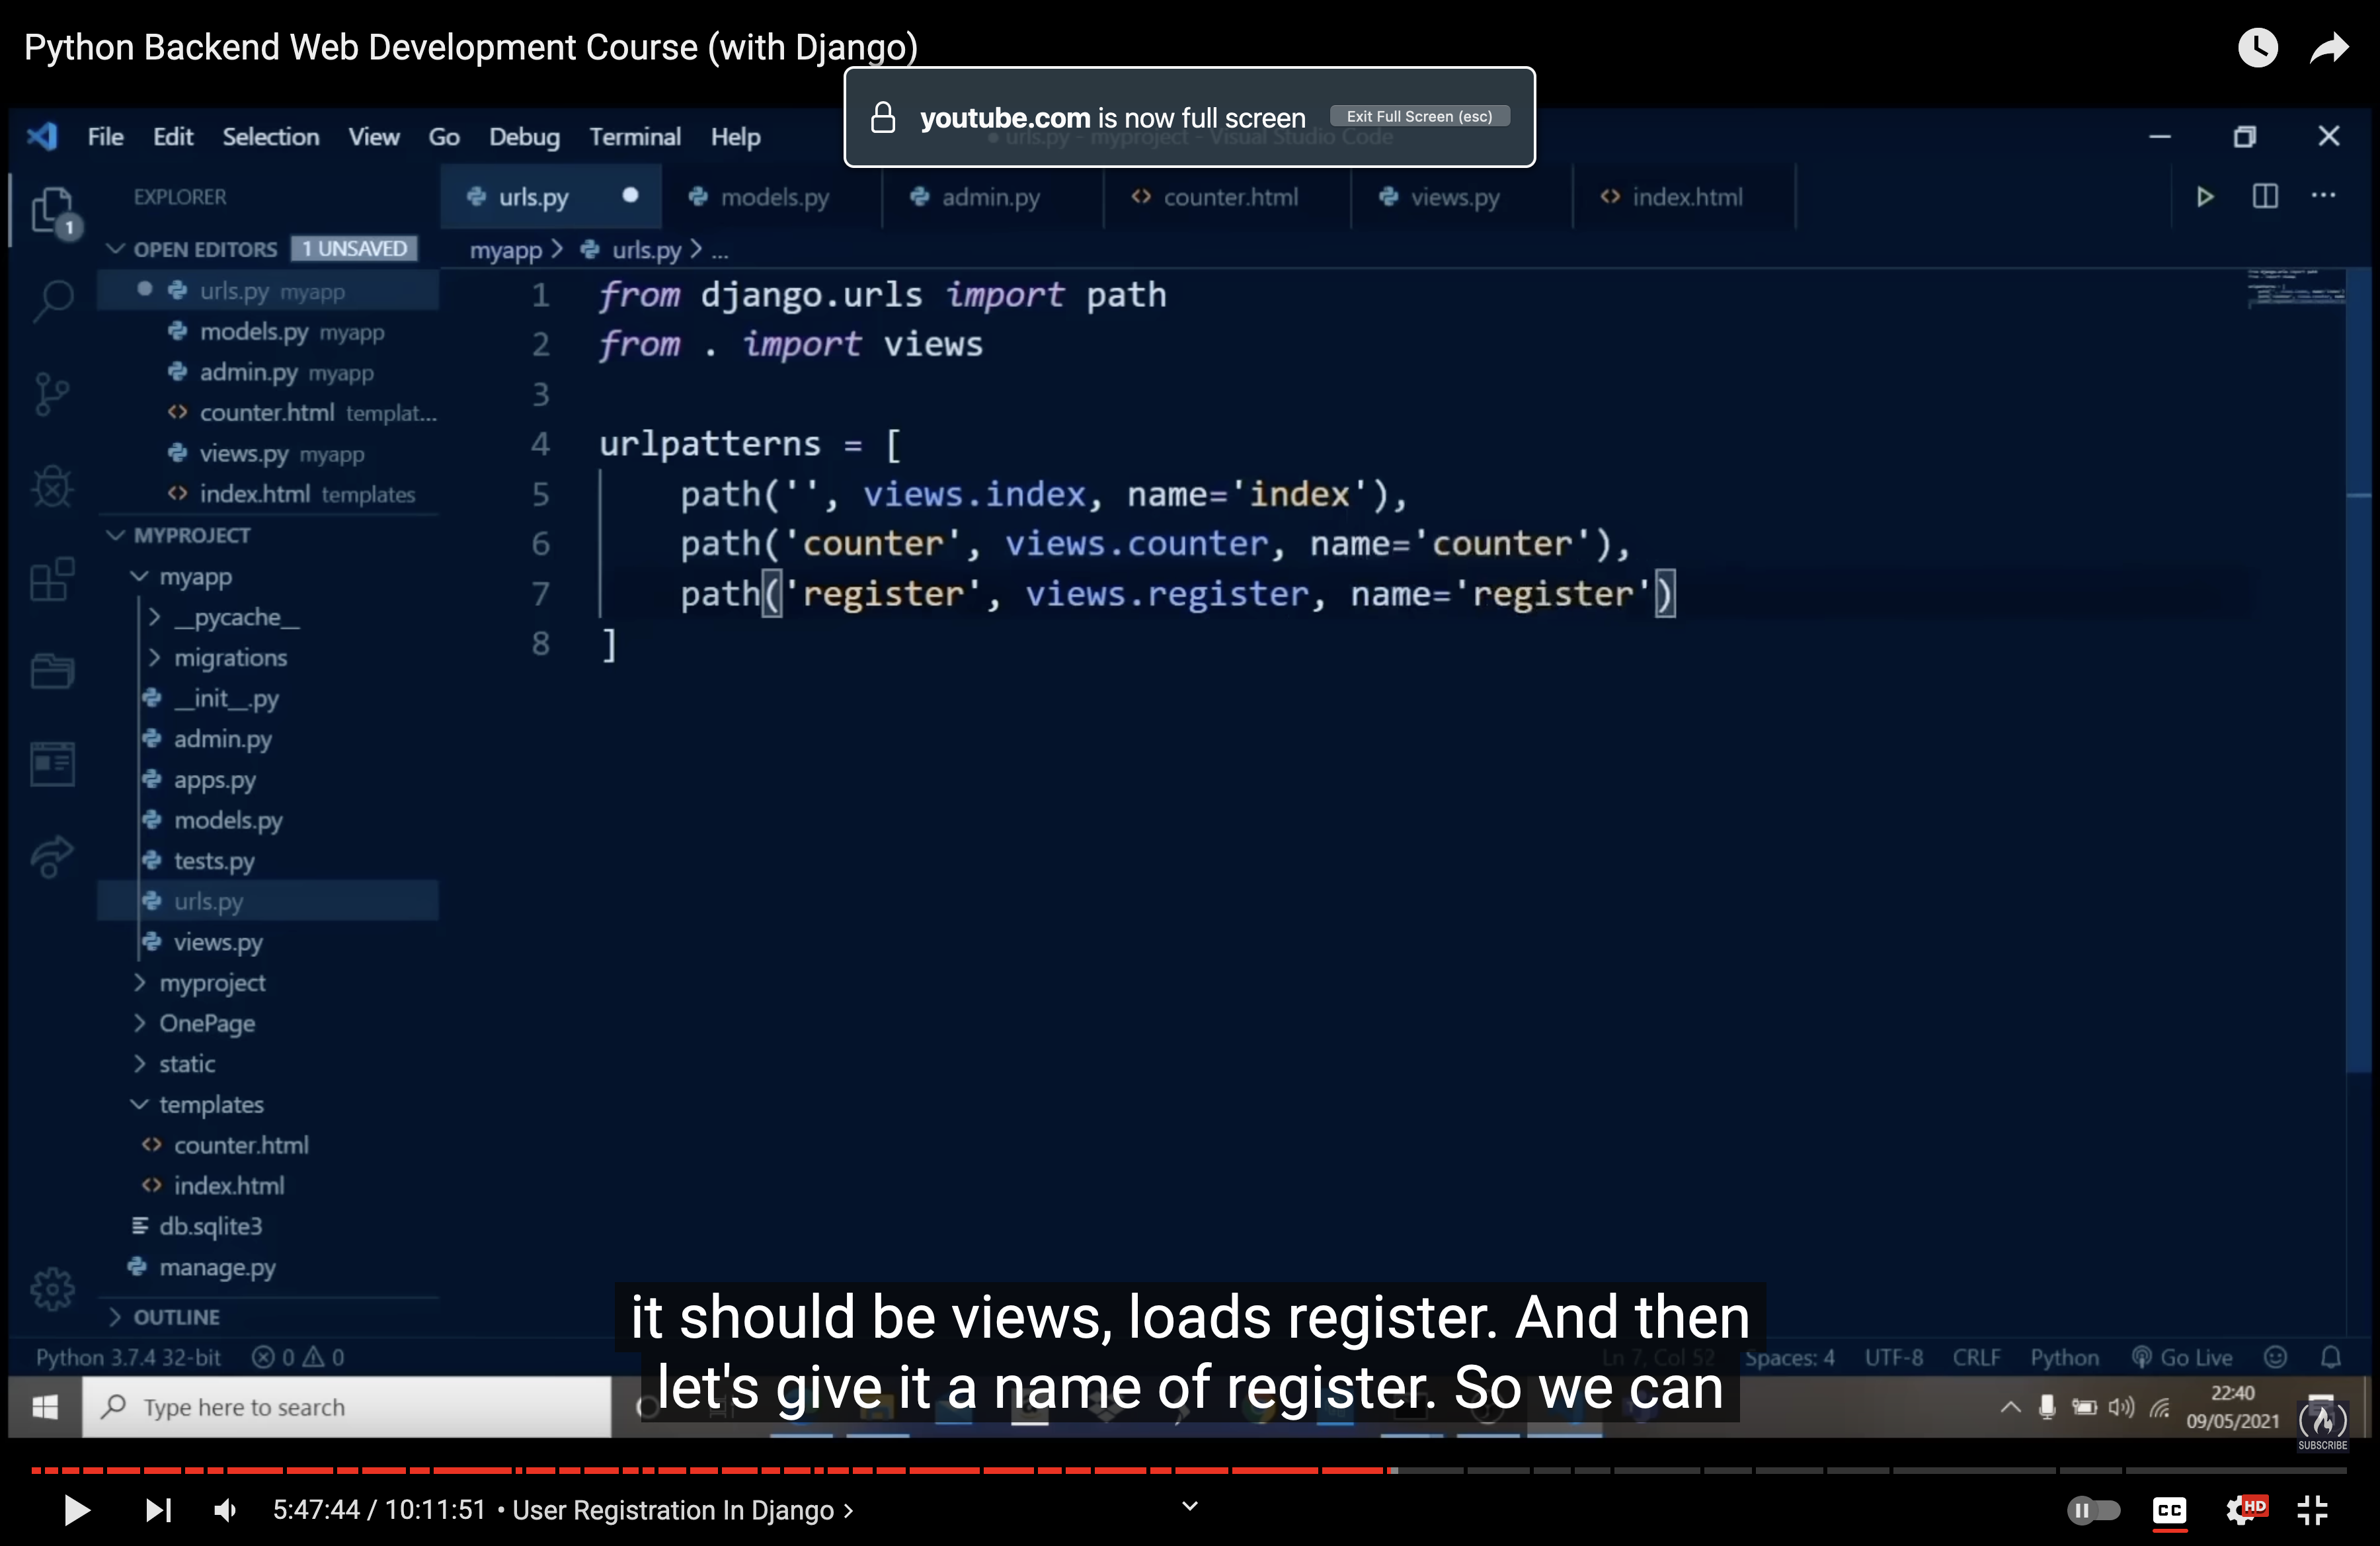 Python Backend Web Development Course (with Django)
youtube.com is now full screen Exit Full Screen (esc)
urls.py - myproject - Visual Studio Code
File Edit Selection View Go Debug Terminal Help
EXPLORER
urls.py models.py admin.py counter.html views.py index.html
1
OPEN EDITORS 1 UNSAVED
urls.py myapp
models.py myapp
admin.py myapp
counter.html templat...
views.py myapp
index.html templates
MYPROJECT
myapp
__pycache__
migrations
__init__.py
admin.py
apps.py
models.py
tests.py
urls.py
views.py
myproject
OnePage
static
templates
counter.html
index.html
db.sqlite3
manage.py
OUTLINE
myapp > urls.py > ...
1 from django.urls import path
2 from . import views
3
4 urlpatterns = [
5 path('', views.index, name='index'),
6 path('counter', views.counter, name='counter'),
7 path('register', views.register, name='register')
8 ]
it should be views, loads register. And then
let's give it a name of register. So we can
Python 3.7.4 32-bit 0 0 Ln 7, Col 52 Spaces: 4 UTF-8 CRLF Python Go Live
Type here to search
22:40
09/05/2021
SUBSCRIBE
5:47:44 / 10:11:51 • User Registration In Django >
CC HD